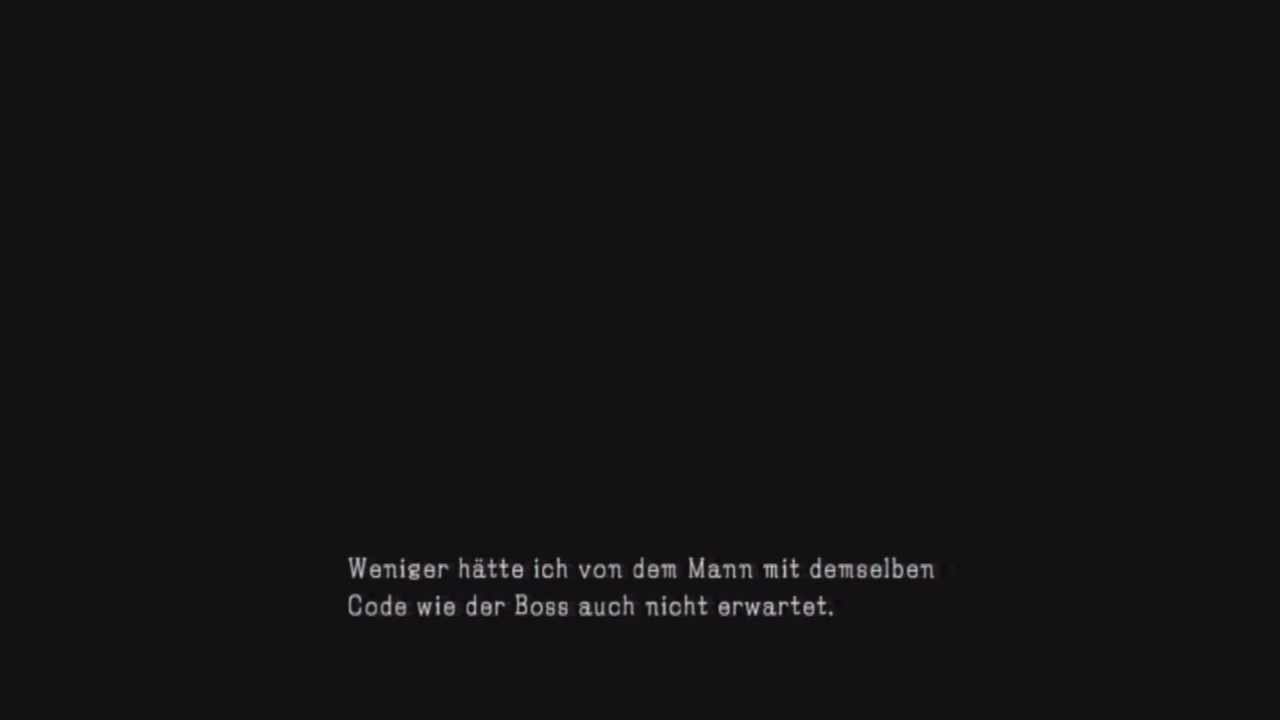 Weniger hätte ich von dem Mann mit demselben
Code wie der Boss auch nicht erwartet.